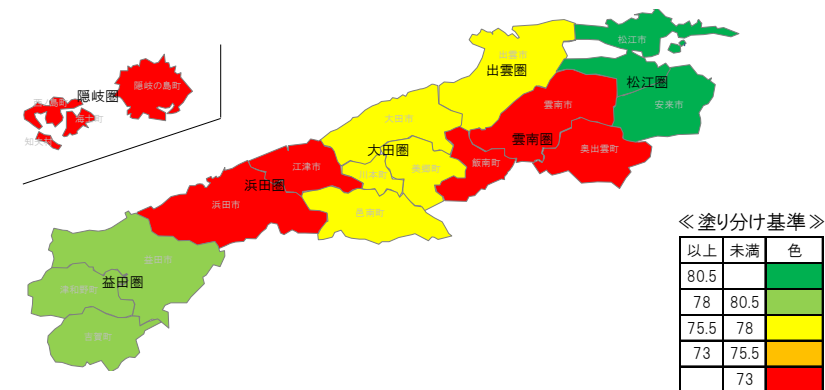 松江市
出雲市
出雲圏
松江圏
隠岐の島町
隠岐圏
西ノ島町
海士町
知夫村
雲南市
安来市
大田市
雲南圏
奥出雲町
大田圏
飯南町
江津市
川本町
美郷町
浜田圏
浜田市
邑南町
益田市
益田圏
津和野町
吉賀町
≪塗り分け基準≫
以上 未満 色
80.5
78 80.5
75.5 78
73 75.5
73